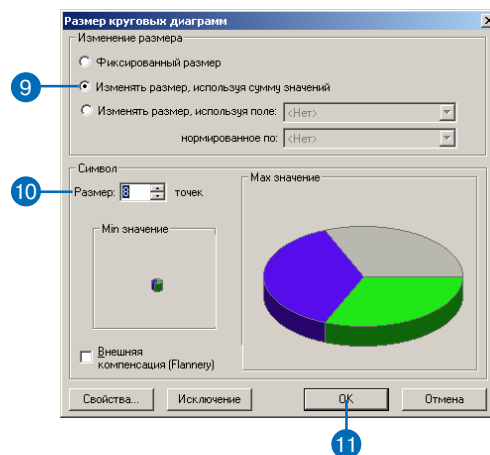 Размер круговых диаграмм
Изменение размера
Фиксированный размер
9
Изменять размер, используя сумму значений
Изменять размер, используя поле: <Нет>
нормированное по: <Нет>
Символ
10
Размер: 8 точек
Max значение
Min значение
Внешняя
компенсация (Flannery)
Свойства... Исключение OK Отмена
11